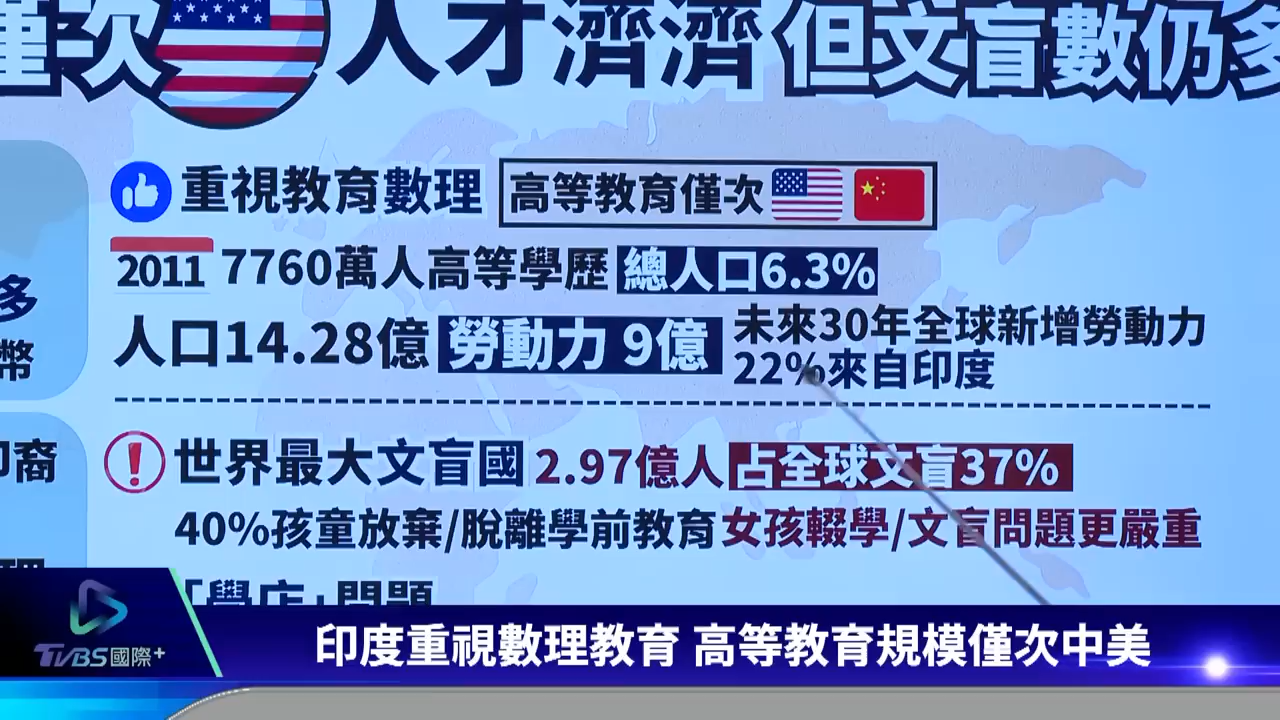 僅次 人才濟濟 但文盲數仍多
重視教育數理 高等教育僅次
2011 7760萬人高等學歷 總人口6.3%
人口14.28億 勞動力 9億 未來30年全球新增勞動力
22%來自印度
多
幣
印裔
世界最大文盲國 2.97億人 占全球文盲37%
40%孩童放棄/脫離學前教育 女孩輟學/文盲問題更嚴重
理
「學店」問題
TVBS國際+
印度重視數理教育 高等教育規模僅次中美